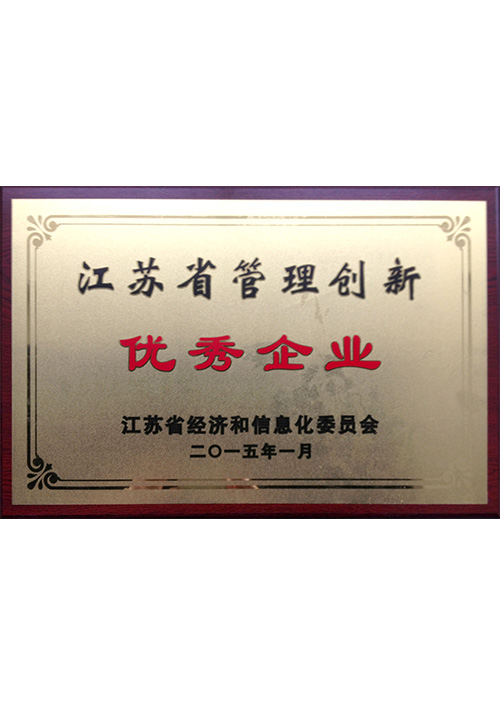 江苏省管理创新
优秀企业
江苏省经济和信息化委员会
二〇一五年一月